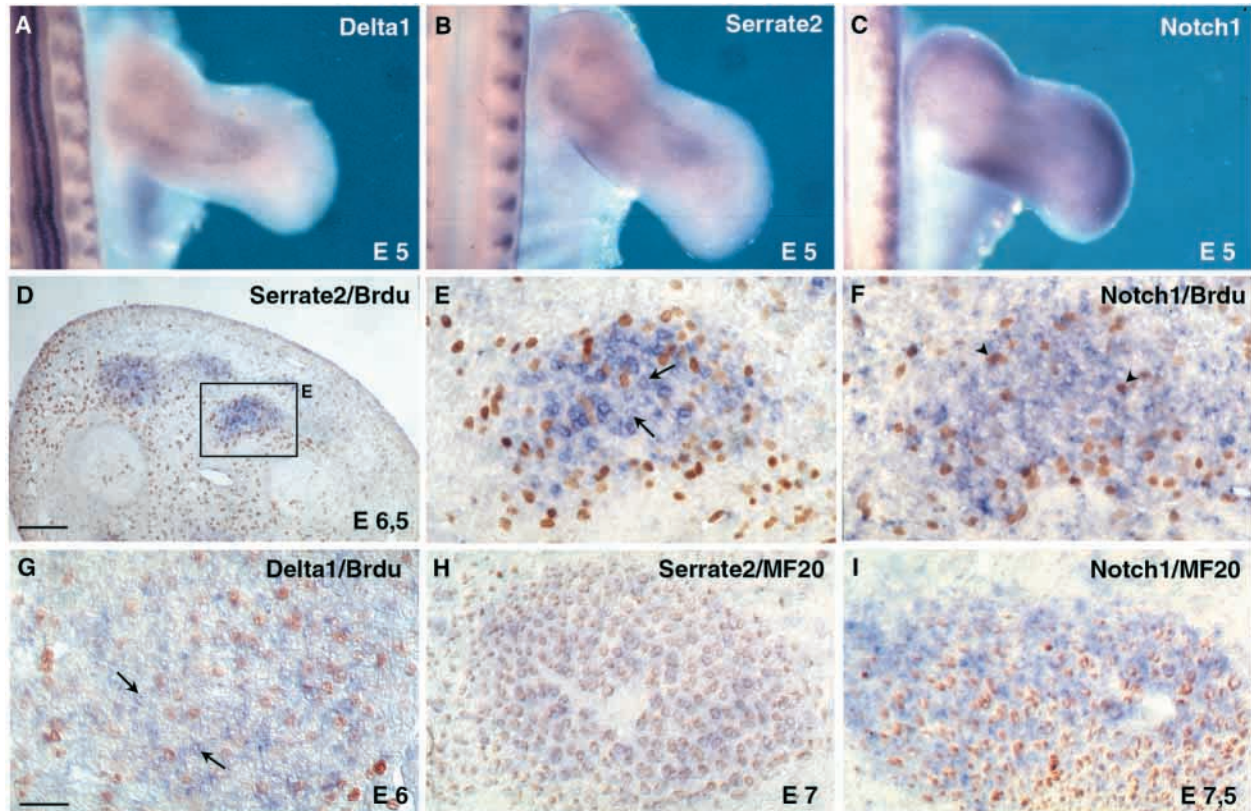 A Delta1 E 5
B Serrate2 E 5
C Notch1 E 5
D Serrate2/Brdu E E 6,5
E
F Notch1/Brdu
G Delta1/Brdu E 6
H Serrate2/MF20 E 7
I Notch1/MF20 E 7,5